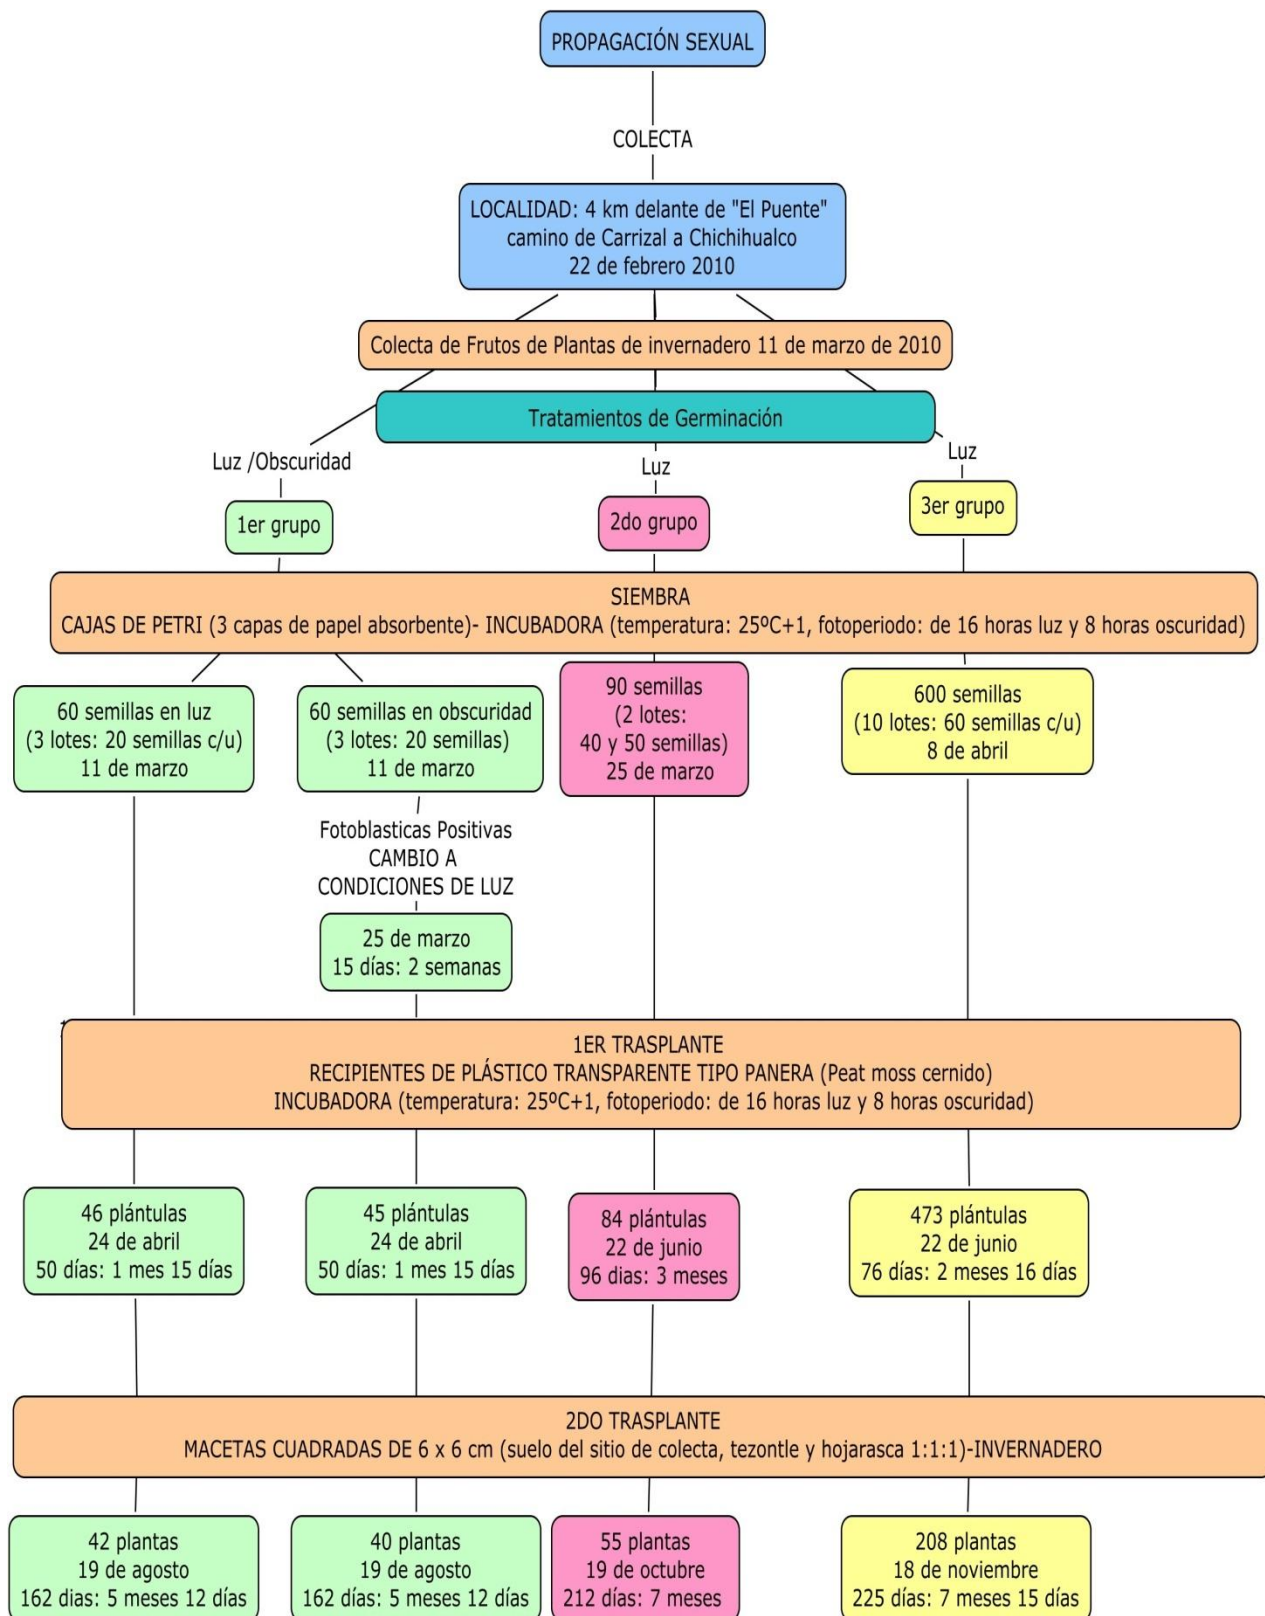 PROPAGACIÓN SEXUAL
COLECTA
LOCALIDAD: 4 km delante de "El Puente"
camino de Carrizal a Chichihualco
22 de febrero 2010
Colecta de Frutos de Plantas de invernadero 11 de marzo de 2010
Tratamientos de Germinación
Luz /Obscuridad
Luz
Luz
1er grupo
2do grupo
3er grupo
SIEMBRA
CAJAS DE PETRI (3 capas de papel absorbente)- INCUBADORA (temperatura: 25ºC+1, fotoperiodo: de 16 horas luz y 8 horas oscuridad)
60 semillas en luz
(3 lotes: 20 semillas c/u)
11 de marzo
60 semillas en obscuridad
(3 lotes: 20 semillas)
11 de marzo
90 semillas
(2 lotes:
40 y 50 semillas)
25 de marzo
600 semillas
(10 lotes: 60 semillas c/u)
8 de abril
Fotoblasticas Positivas
CAMBIO A
CONDICIONES DE LUZ
25 de marzo
15 días: 2 semanas
1ER TRASPLANTE
RECIPIENTES DE PLÁSTICO TRANSPARENTE TIPO PANERA (Peat moss cernido)
INCUBADORA (temperatura: 25ºC+1, fotoperiodo: de 16 horas luz y 8 horas oscuridad)
46 plántulas
24 de abril
50 días: 1 mes 15 días
45 plántulas
24 de abril
50 días: 1 mes 15 días
84 plántulas
22 de junio
96 dias: 3 meses
473 plántulas
22 de junio
76 días: 2 meses 16 días
2DO TRASPLANTE
MACETAS CUADRADAS DE 6 x 6 cm (suelo del sitio de colecta, tezontle y hojarasca 1:1:1)-INVERNADERO
42 plantas
19 de agosto
162 dias: 5 meses 12 días
40 plantas
19 de agosto
162 dias: 5 meses 12 días
55 plantas
19 de octubre
212 días: 7 meses
208 plantas
18 de noviembre
225 días: 7 meses 15 días